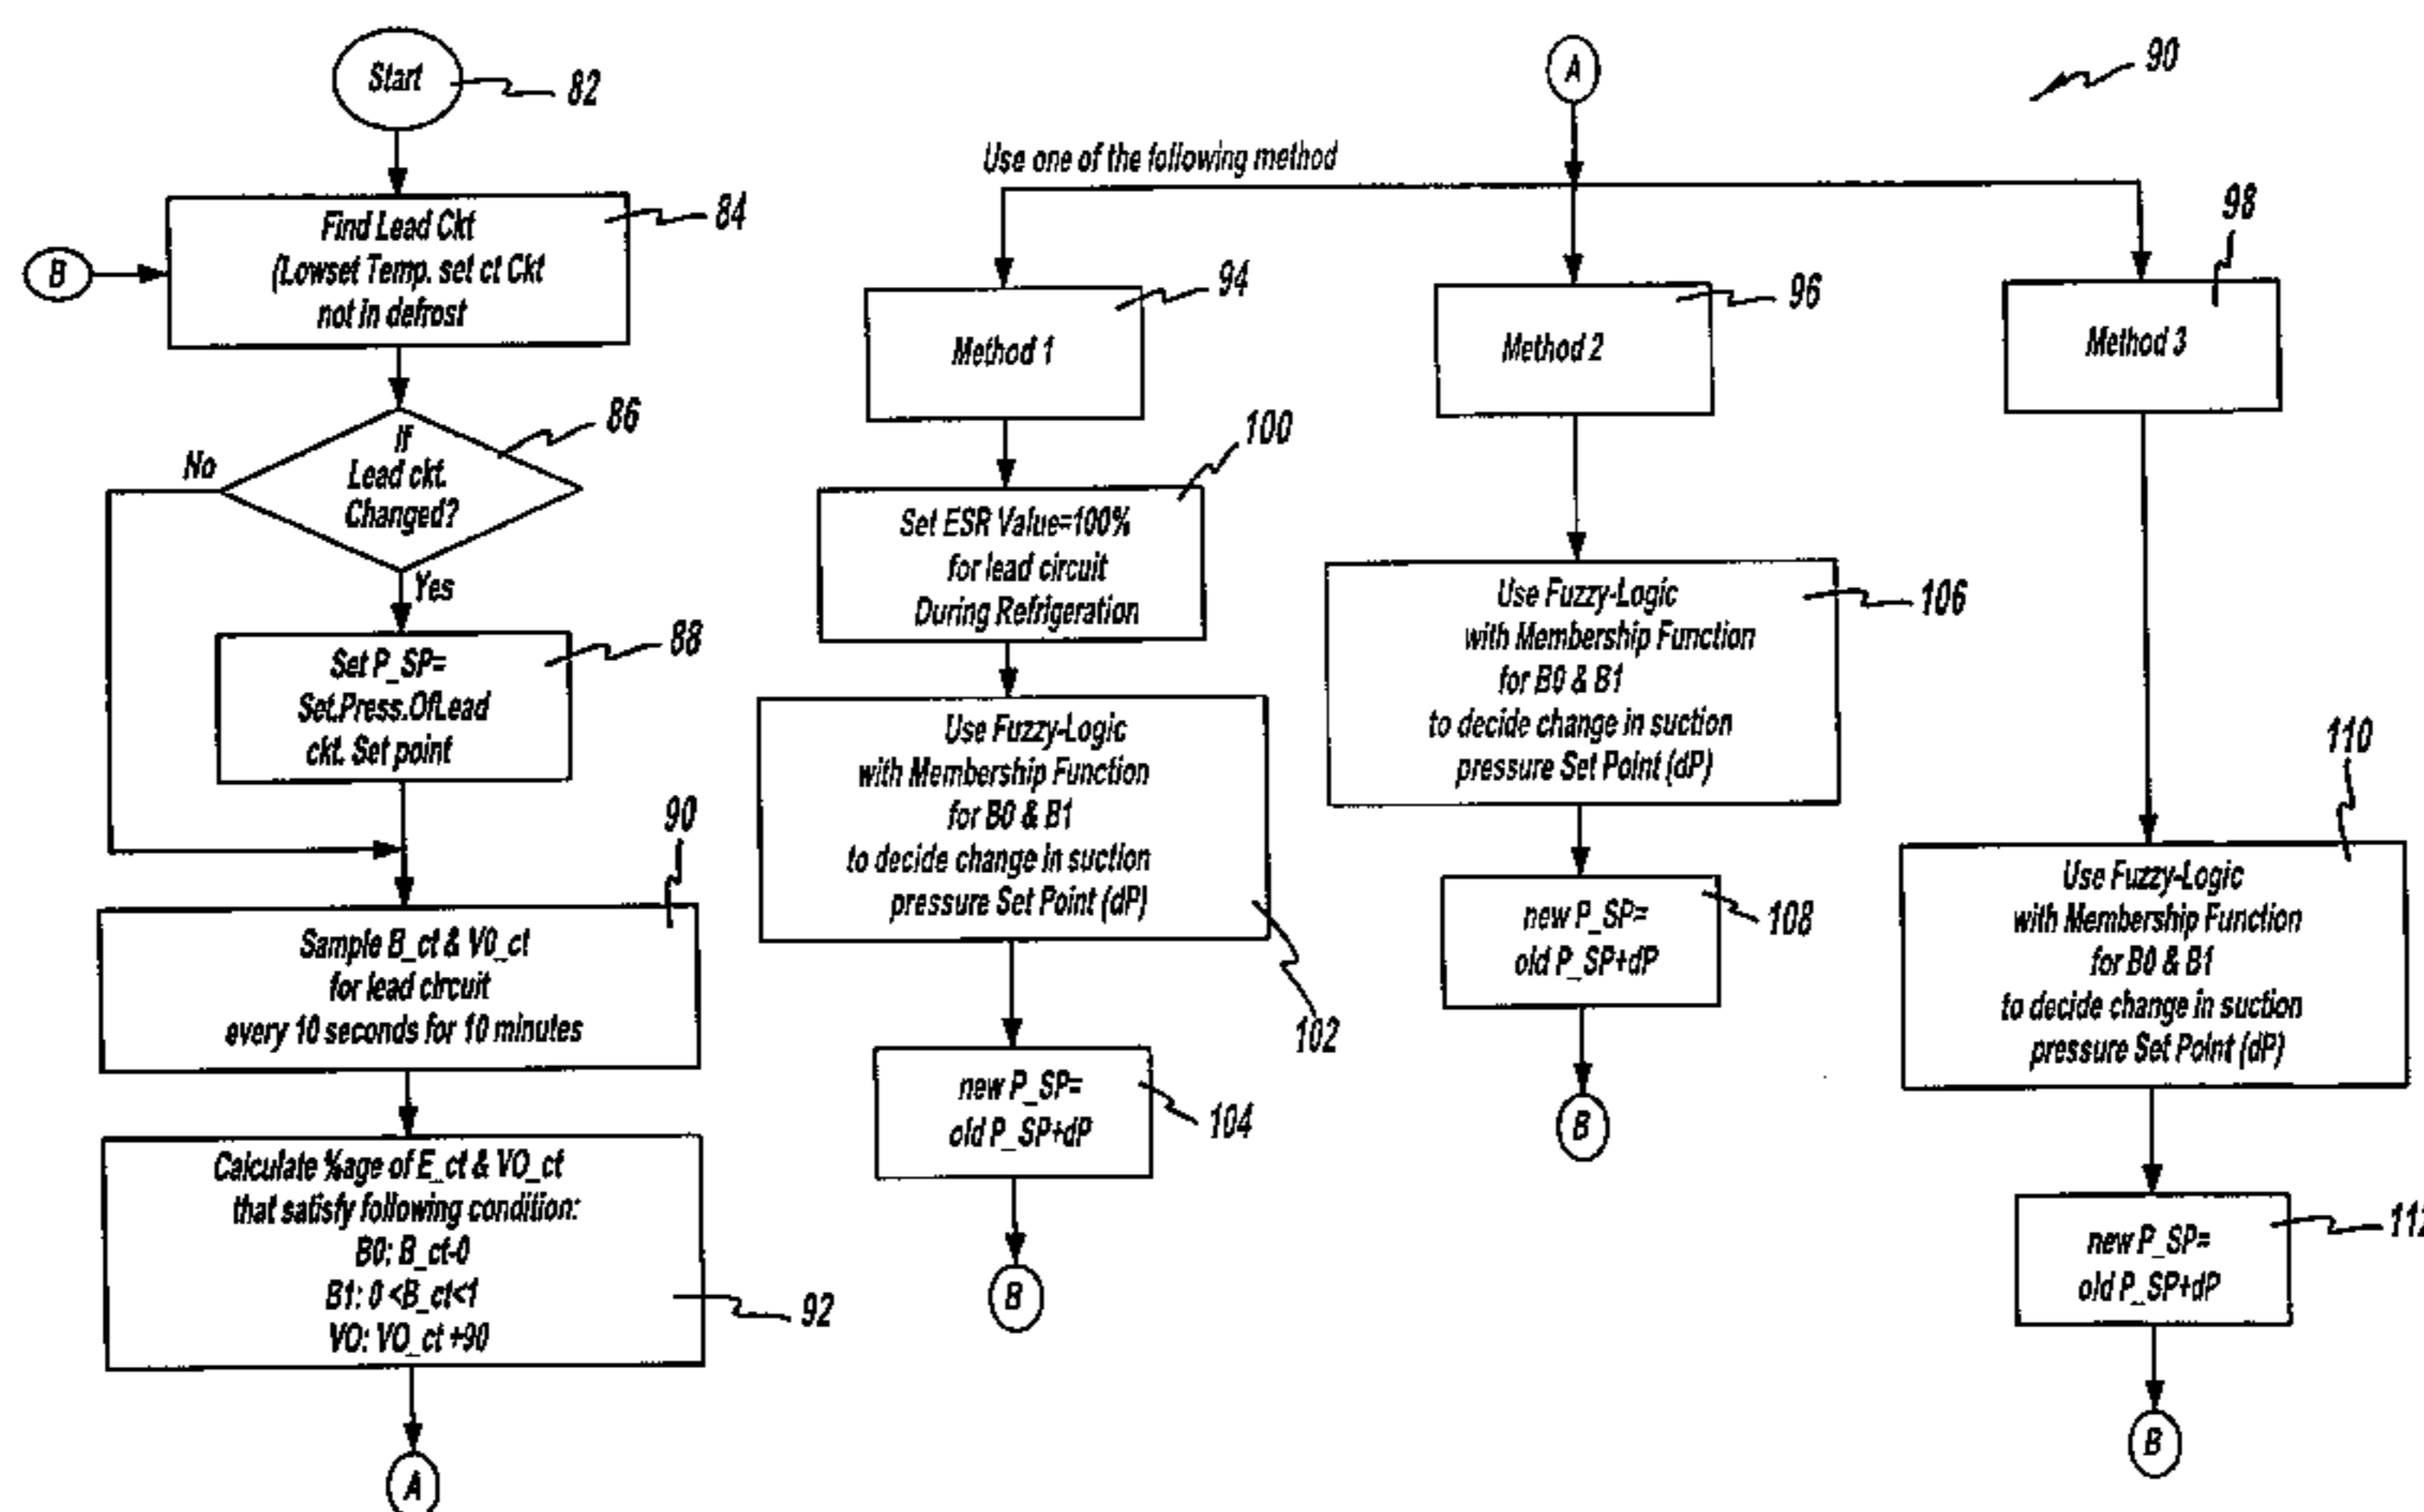 Start
82
Find Lead Ckt
(Lowset Temp. set ct Ckt
not in defrost
84
B
If
Lead ckt.
Changed?
86
No
Yes
Set P_SP=
Set.Press.OfLead
ckt. Set point
88
90
Sample B_ct & V0_ct
for lead circuit
every 10 seconds for 10 minutes
Calculate %age of E_ct & VO_ct
that satisfy following condition:
B0: B_ct-0
B1: 0 <B_ct<1
VO: VO_ct +90
92
A
A
90
Use one of the following method
Method 1
94
Set ESR Value=100%
for lead circuit
During Refrigeration
100
Use Fuzzy-Logic
with Membership Function
for B0 & B1
to decide change in suction
pressure Set Point (dP)
102
new P_SP=
old P_SP+dP
104
B
Method 2
96
Use Fuzzy-Logic
with Membership Function
for B0 & B1
to decide change in suction
pressure Set Point (dP)
106
new P_SP=
old P_SP+dP
108
B
98
Method 3
110
Use Fuzzy-Logic
with Membership Function
for B0 & B1
to decide change in suction
pressure Set Point (dP)
new P_SP=
old P_SP+dP
112
B